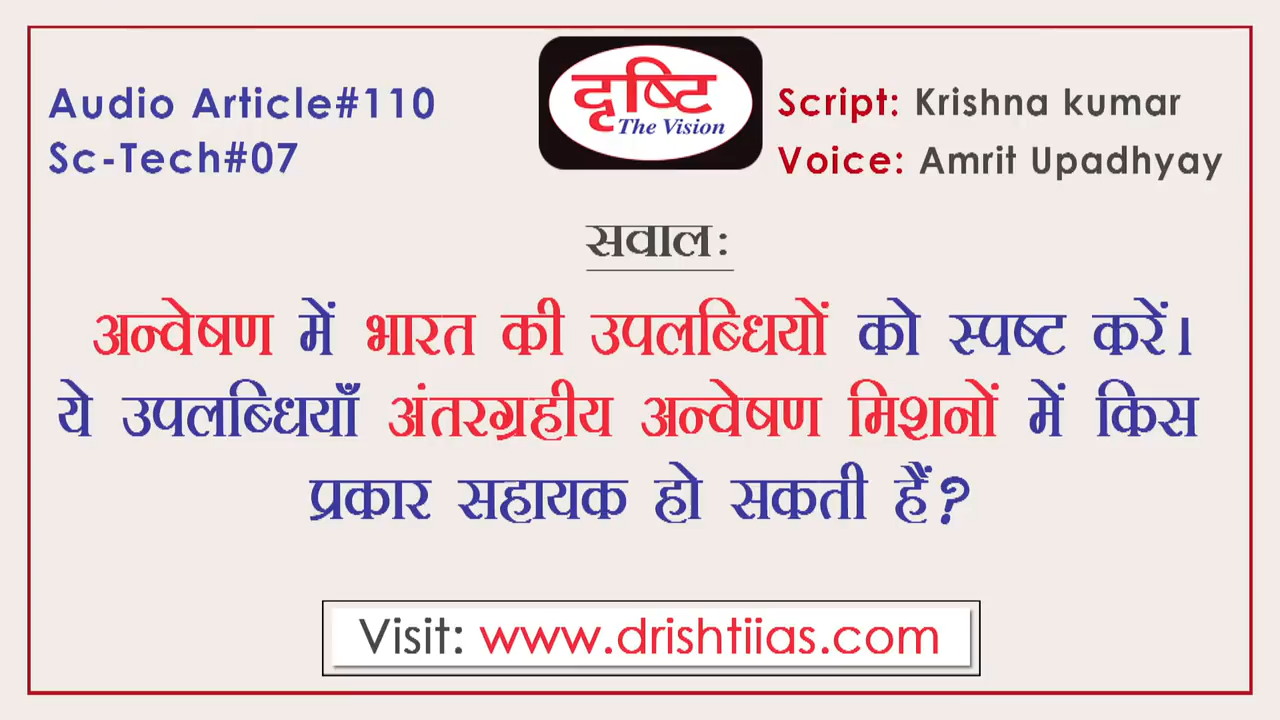 Audio Article#110
Sc-Tech#07
दृष्टि
The Vision
Script: Krishna kumar
Voice: Amrit Upadhyay
सवाल:
अन्वेषण में भारत की उपलब्धियों को स्पष्ट करें।
ये उपलब्धियाँ अंतरग्रहीय अन्वेषण मिशनों में किस
प्रकार सहायक हो सकती हैं?
Visit: www.drishtiias.com